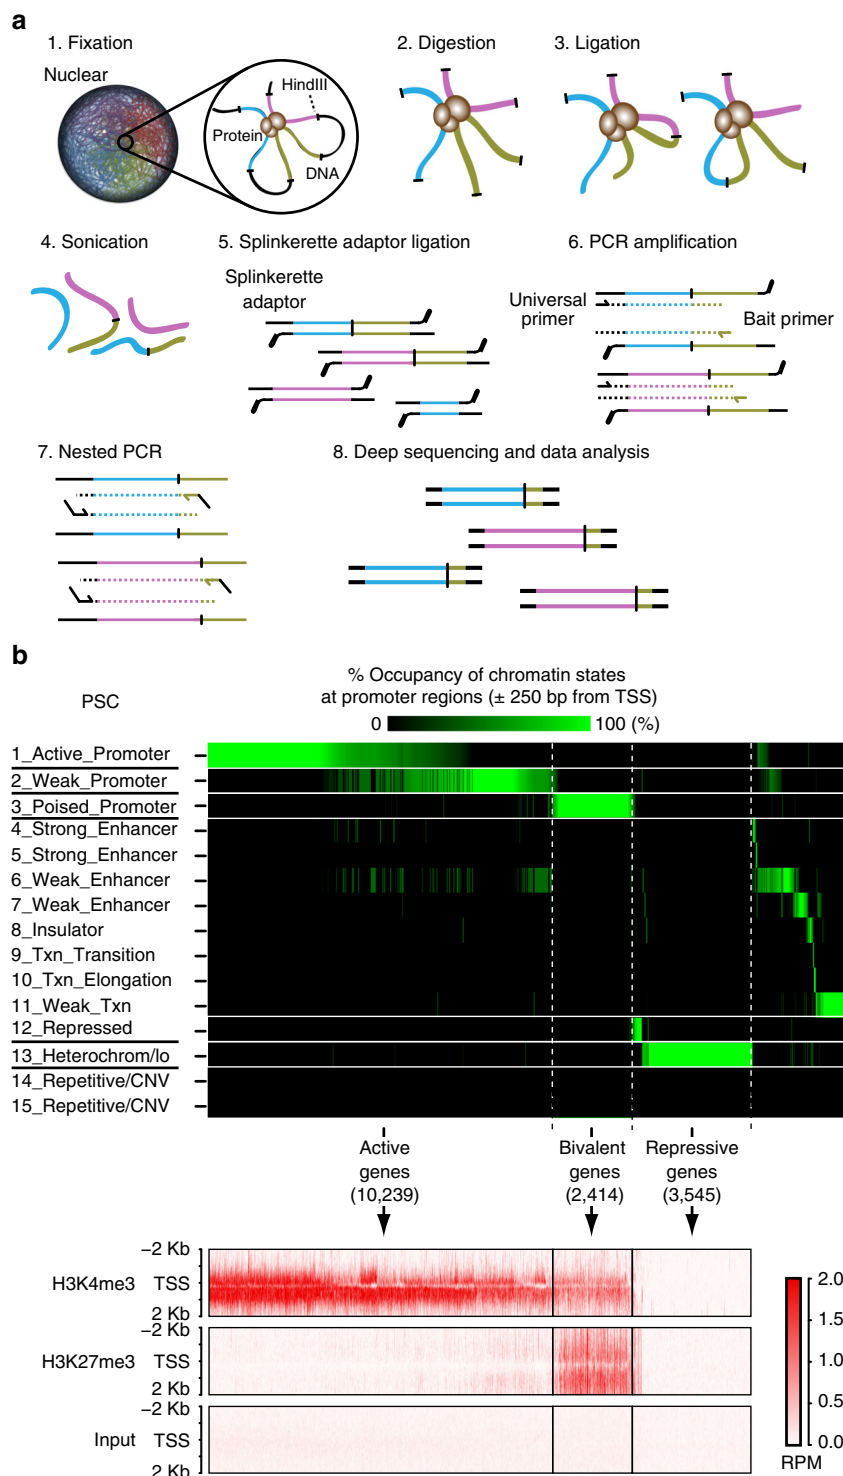 a
1. Fixation
2. Digestion
3. Ligation
Nuclear
HindIII
Protein
DNA
4. Sonication
5. Splinkerette adaptor ligation
6. PCR amplification
Splinkerette
adaptor
Universal
primer
Bait primer
7. Nested PCR
8. Deep sequencing and data analysis
b
PSC
% Occupancy of chromatin states
at promoter regions (± 250 bp from TSS)
0
100 (%)
1_Active_Promoter
2_Weak_Promoter
3_Poised_Promoter
4_Strong_Enhancer
5_Strong_Enhancer
6_Weak_Enhancer
7_Weak_Enhancer
8_Insulator
9_Txn_Transition
10_Txn_Elongation
11_Weak_Txn
12_Repressed
13_Heterochrom/lo
14_Repetitive/CNV
15_Repetitive/CNV
Active
genes
(10,239)
Bivalent
genes
(2,414)
Repressive
genes
(3,545)
−2 Kb
H3K4me3 TSS
2 Kb
−2 Kb
H3K27me3 TSS
2 Kb
−2 Kb
Input TSS
2 Kb
2.0
1.5
1.0
0.5
0.0
RPM